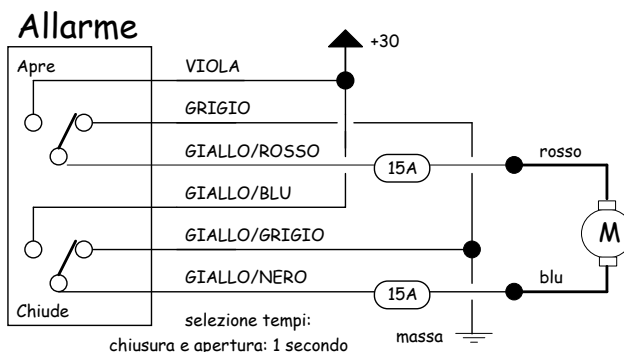 Allarme
+30
Apre
VIOLA
GRIGIO
GIALLO/ROSSO
15A
rosso
GIALLO/BLU
GIALLO/GRIGIO
M
GIALLO/NERO
15A
blu
Chiude
selezione tempi:
massa
chiusura e apertura: 1 secondo